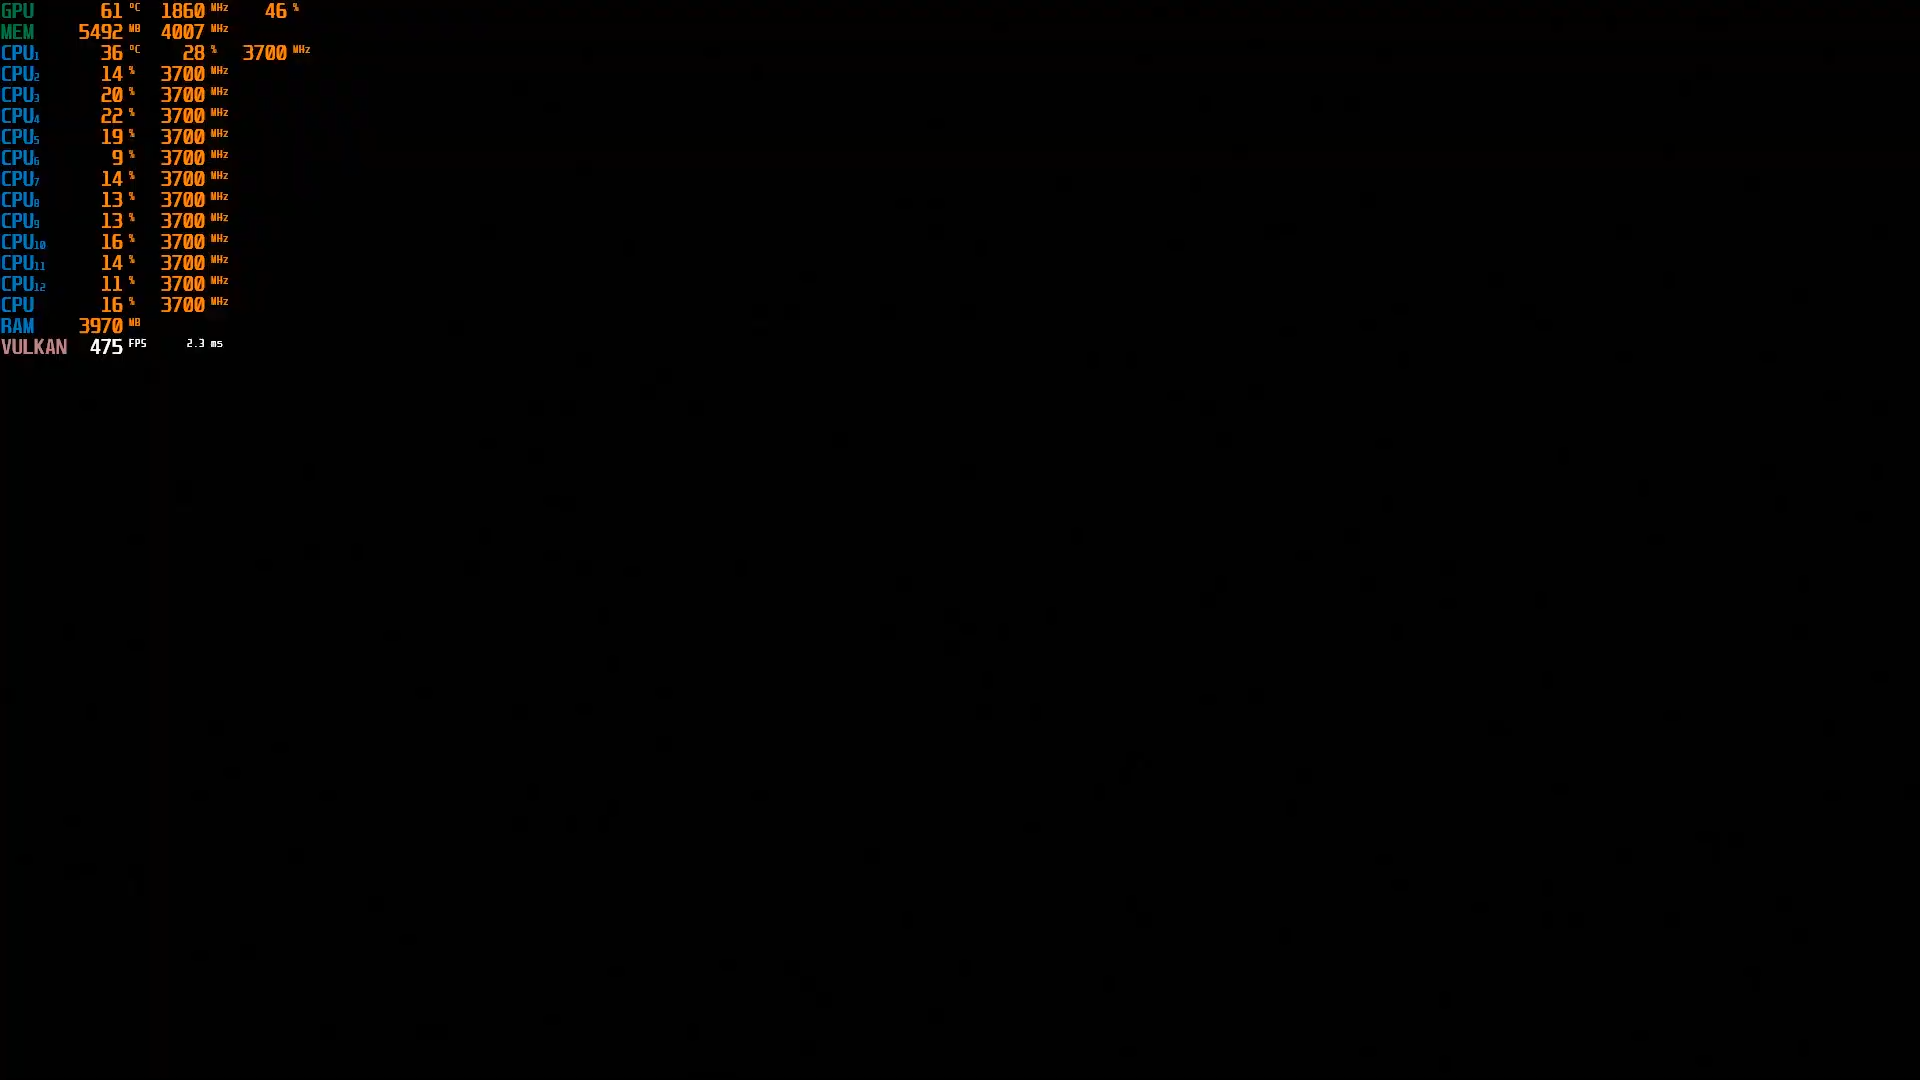 GPU 61 °C 1860 MHz 46 %
MEM 5492 MB 4007 MHz
CPU1 36 °C 28 % 3700 MHz
CPU2 14 % 3700 MHz
CPU3 20 % 3700 MHz
CPU4 22 % 3700 MHz
CPU5 19 % 3700 MHz
CPU6 9 % 3700 MHz
CPU7 14 % 3700 MHz
CPU8 13 % 3700 MHz
CPU9 13 % 3700 MHz
CPU10 16 % 3700 MHz
CPU11 14 % 3700 MHz
CPU12 11 % 3700 MHz
CPU 16 % 3700 MHz
RAM 3970 MB
VULKAN 475 FPS 2.3 ms